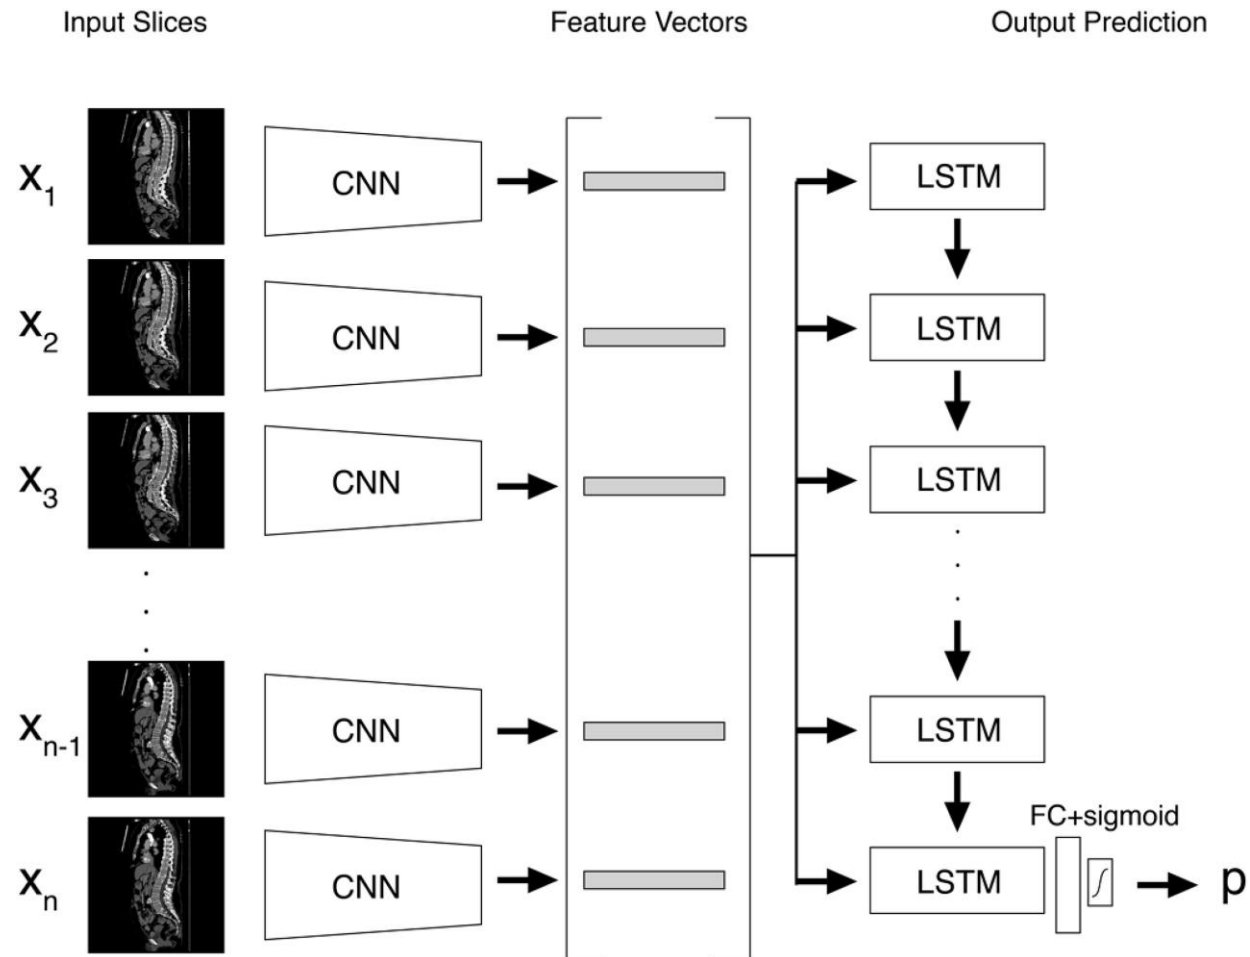 Input Slices Feature Vectors Output Prediction
x1 CNN LSTM
x2 CNN LSTM
x3 CNN LSTM
xn-1 CNN LSTM
FC+sigmoid
xn CNN LSTM p